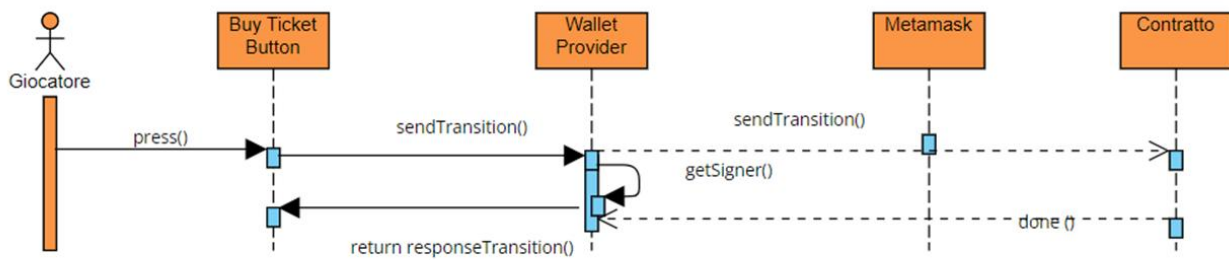 Buy Ticket
Button
Wallet
Provider
Metamask
Contratto
Giocatore
press()
sendTransition()
sendTransition()
getSigner()
done ()
return responseTransition()